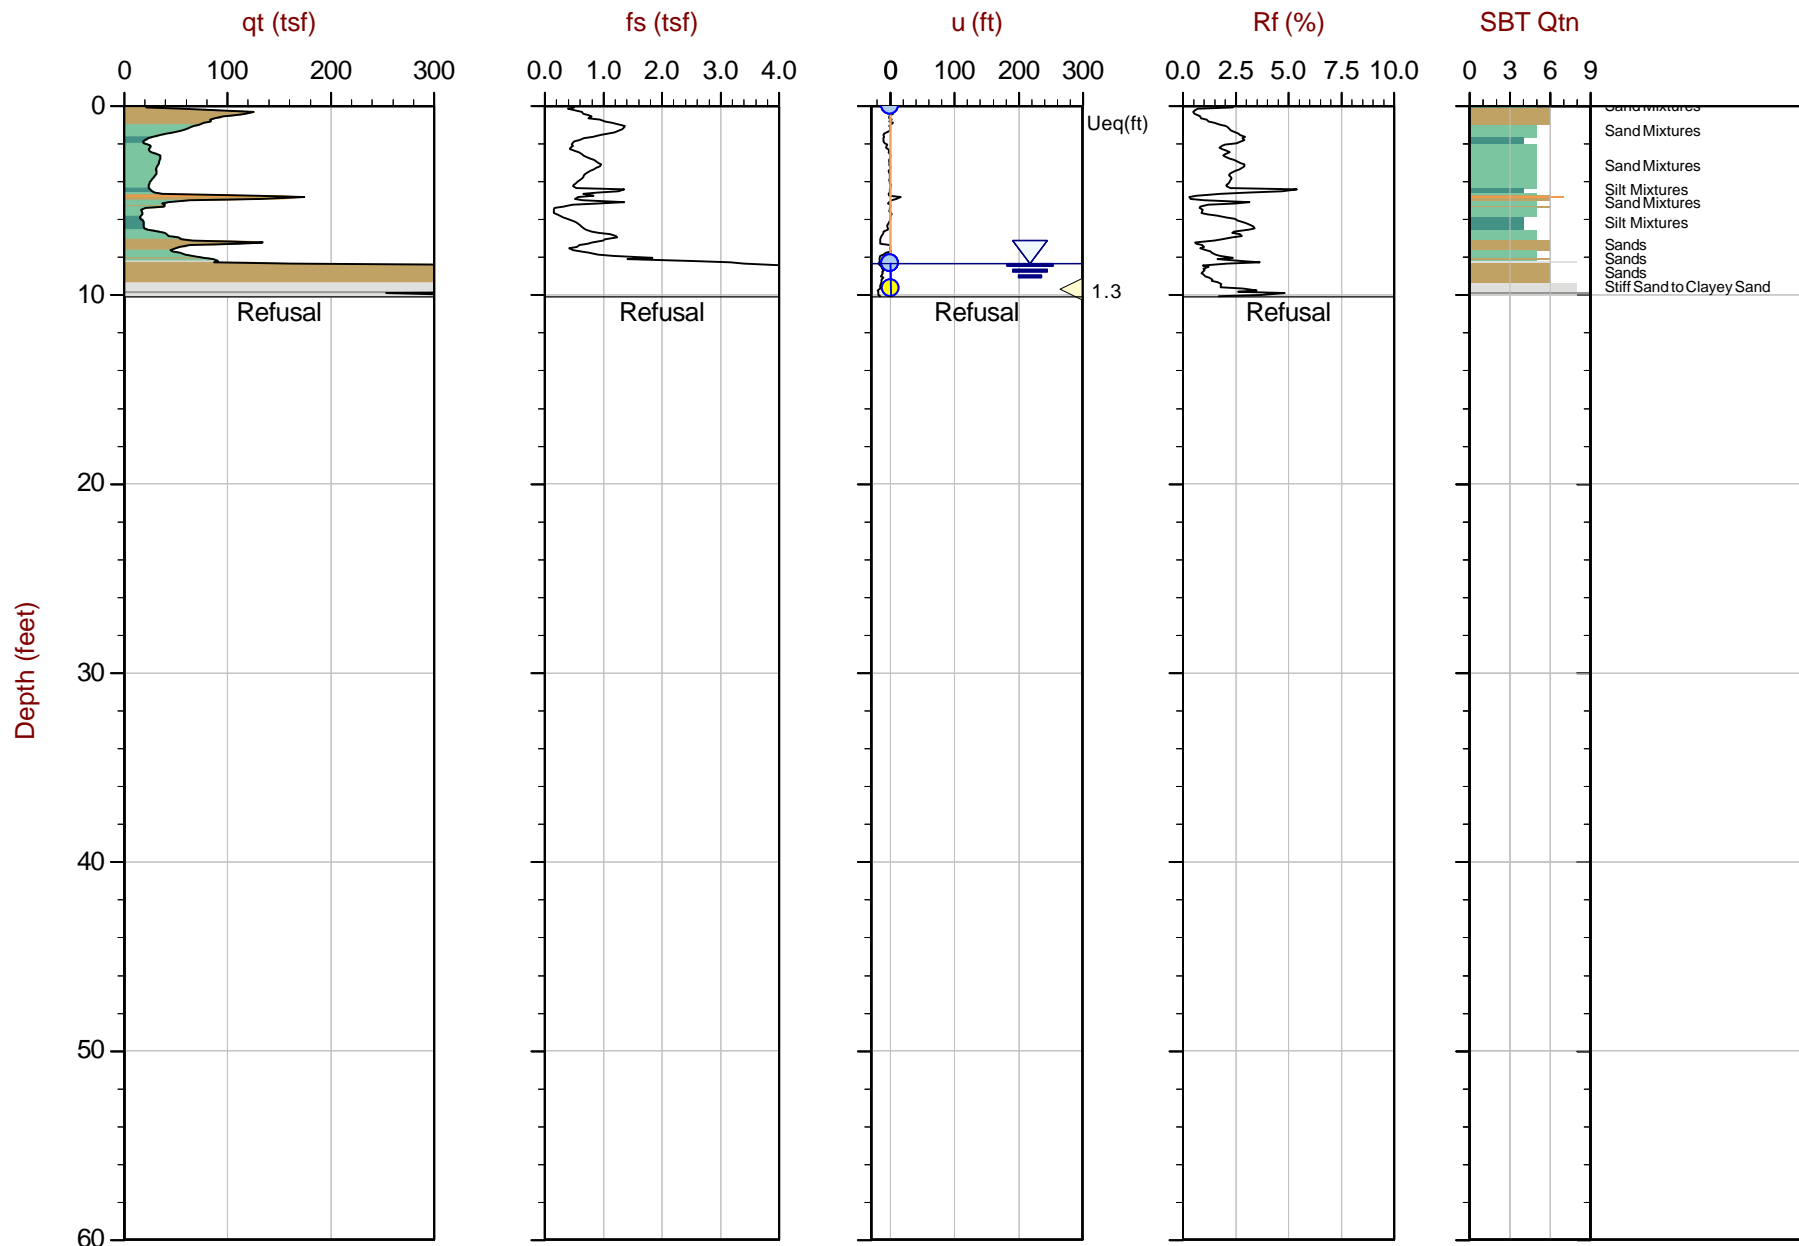 qt (tsf) fs (tsf) u (ft) Rf (%) SBT Qtn
0 100 200 300 0.0 1.0 2.0 3.0 4.0 0 100 200 300 0.0 2.5 5.0 7.5 10.0 0 3 6 9
0 Sand Mixtures
Ueq(ft)
Sand Mixtures
Sand Mixtures
Silt Mixtures
Sand Mixtures
Silt Mixtures
Sands
Sands
Sands
Stiff Sand to Clayey Sand
10 1.3
Refusal Refusal Refusal Refusal
20
30
Depth (feet)
40
50
60